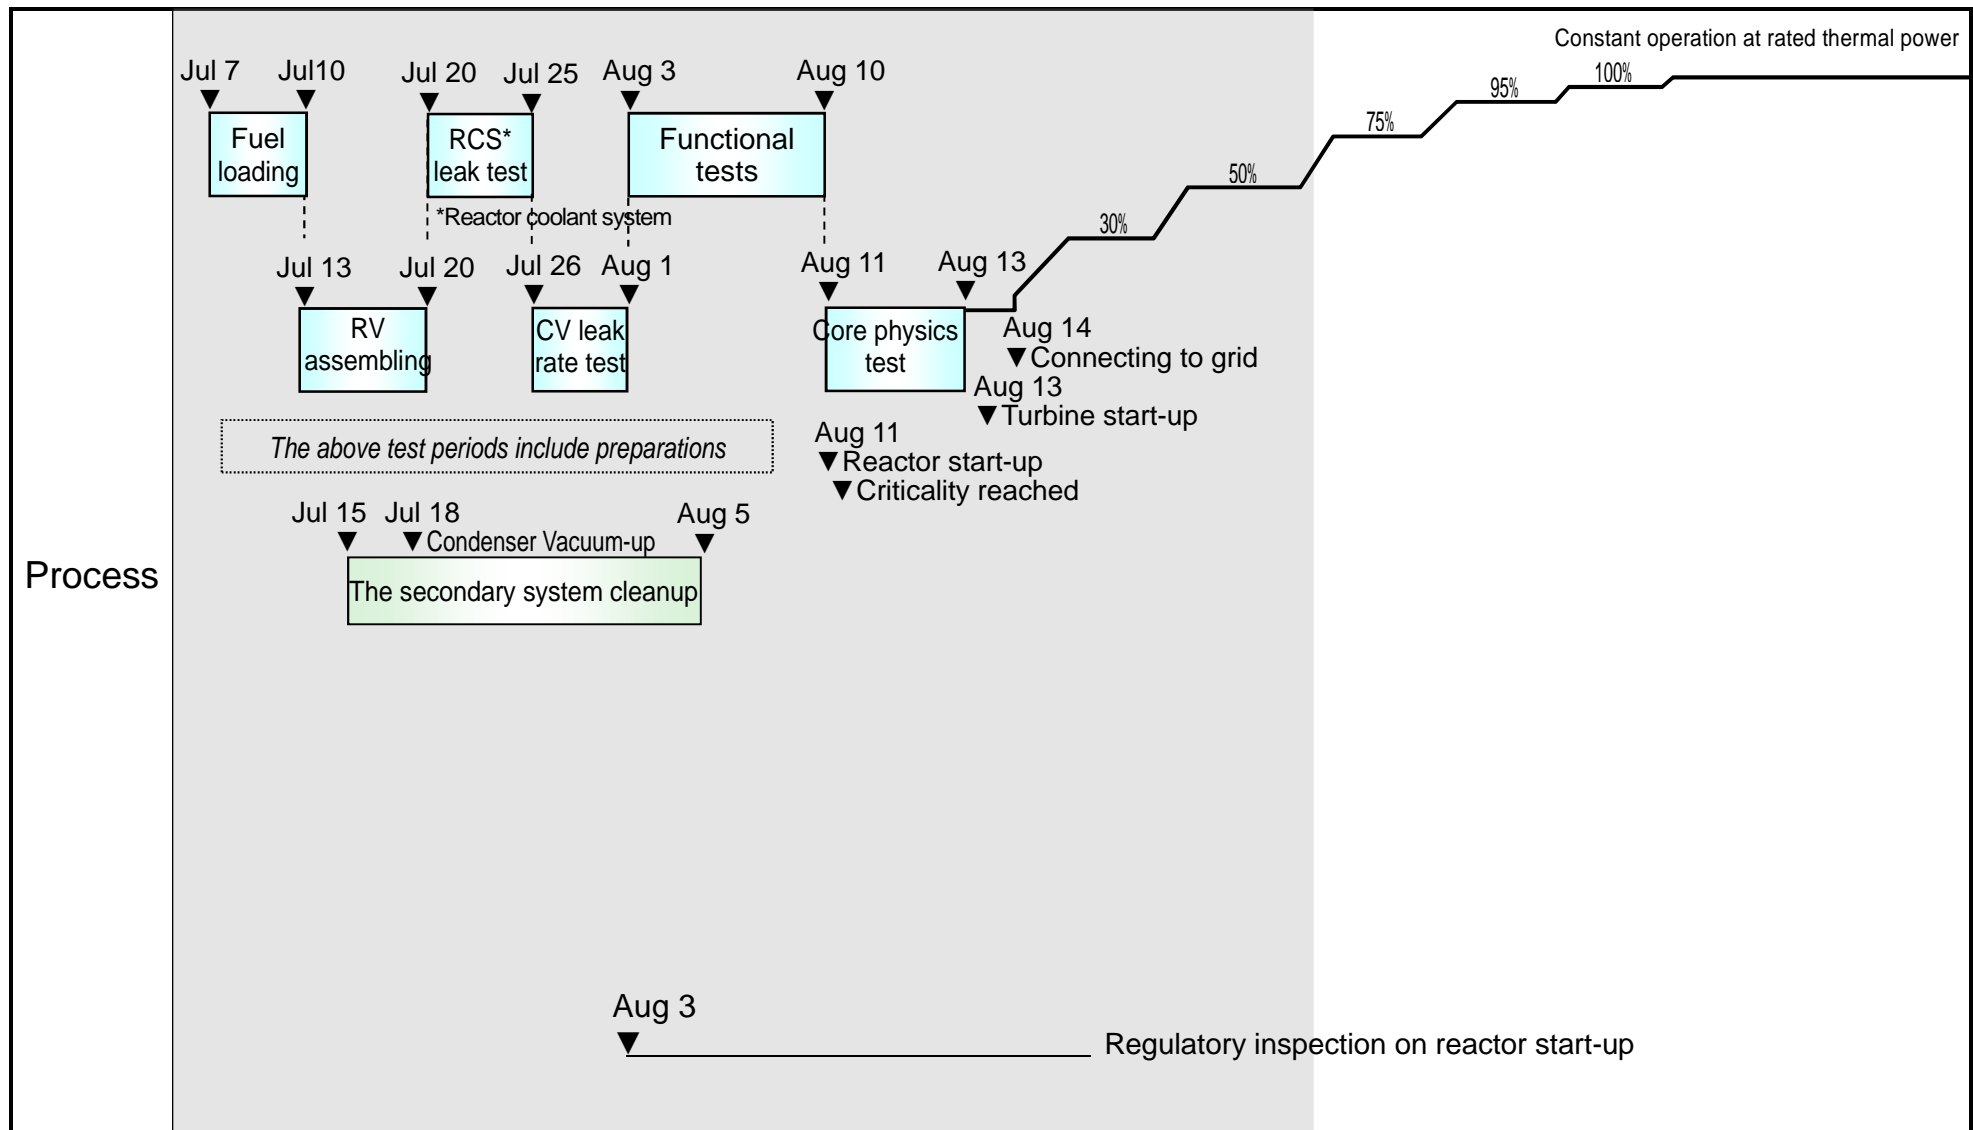 Process
Constant operation at rated thermal power
Jul 7
Jul10
Jul 20
Jul 25
Aug 3
Aug 10
100%
95%
75%
50%
30%
Fuel
loading
RCS*
leak test
Functional
tests
*Reactor coolant system
Jul 13
Jul 20
Jul 26
Aug 1
Aug 11
Aug 13
RV
assembling
CV leak
rate test
Core physics
test
Aug 14
▼Connecting to grid
Aug 13
▼Turbine start-up
Aug 11
▼Reactor start-up
▼Criticality reached
The above test periods include preparations
Jul 15
Jul 18
Aug 5
▼Condenser Vacuum-up
The secondary system cleanup
Aug 3
Regulatory inspection on reactor start-up